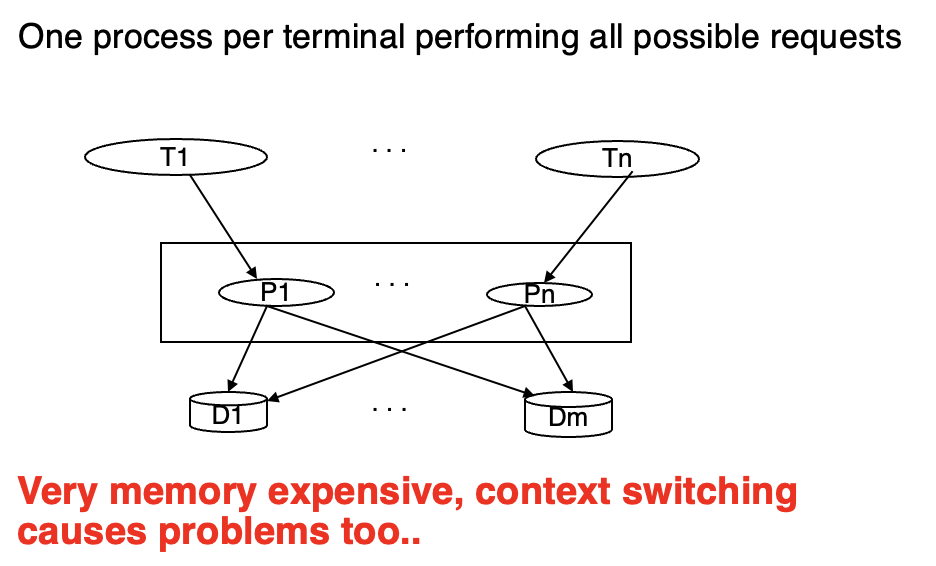 One process per terminal performing all possible requests
T1 . . . Tn
P1 . . . Pn
D1 . . . Dm
Very memory expensive, context switching
causes problems too..